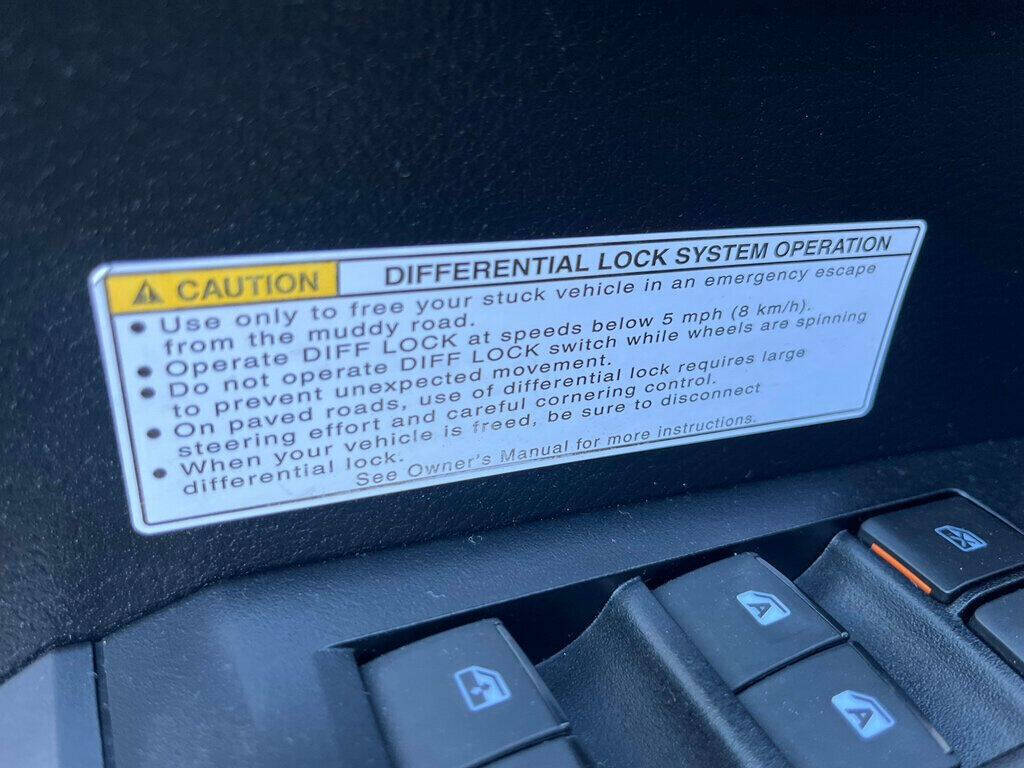 CAUTION DIFFERENTIAL LOCK SYSTEM OPERATION
• Use only to free your stuck vehicle in an emergency escape
from the muddy road.
• Operate DIFF LOCK at speeds below 5 mph (8 km/h).
• Do not operate DIFF LOCK switch while wheels are spinning
to prevent unexpected movement.
• On paved roads, use of differential lock requires large
steering effort and careful cornering control.
• When your vehicle is freed, be sure to disconnect
differential lock.
See Owner's Manual for more instructions.
A
A